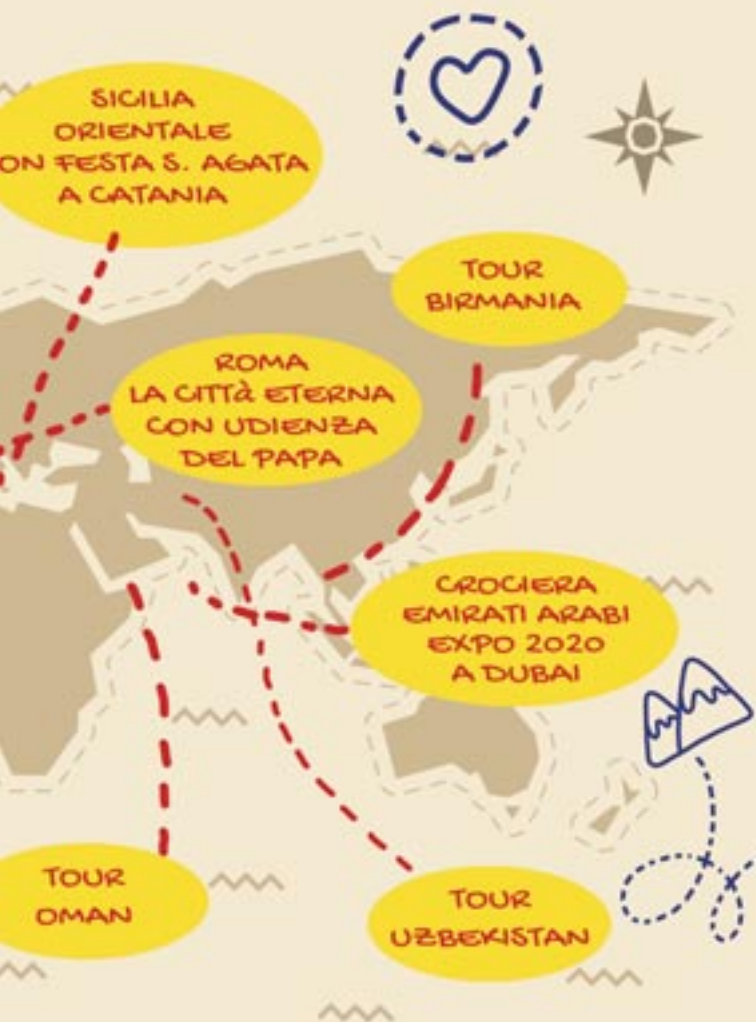 SICILIA
ORIENTALE
ON FESTA S. AGATA
A CATANIA
TOUR
BIRMANIA
ROMA
LA CITTà ETERNA
CON UDIENZA
DEL PAPA
CROCIERA
EMIRATI ARABI
EXPO 2020
A DUBAI
TOUR
OMAN
TOUR
UZBEKISTAN